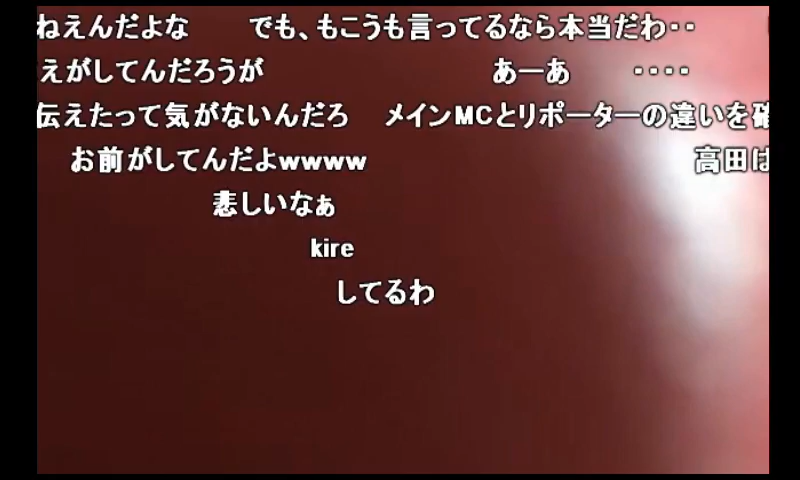 ねえんだよな でも、もこうも言ってるなら本当だわ・・
えがしてんだろうが あーあ ・・・・
伝えたって気がないんだろ メインMCとリポーターの違いを確
お前がしてんだよwwww 高田は
悲しいなぁ
kire
してるわ